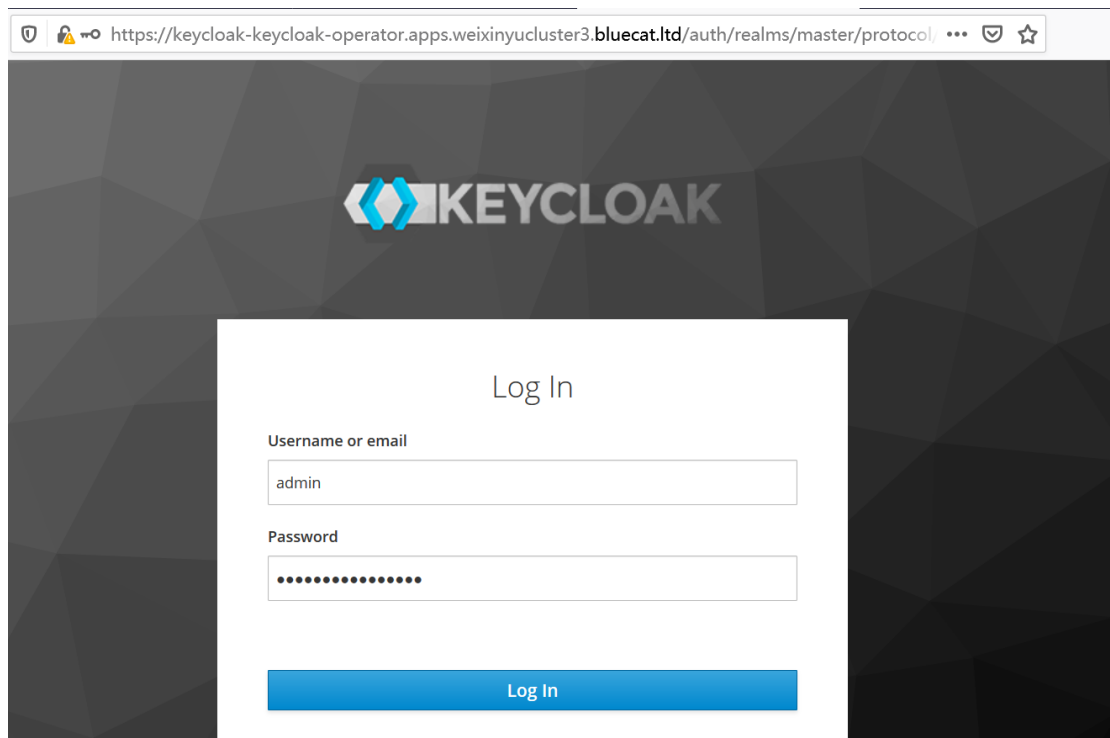 https://keycloak-keycloak-operator.apps.weixinyucluster3.bluecat.ltd/auth/realms/master/protocol/
KEYCLOAK
Log In
Username or email
admin
Password
••••••••••••••••
Log In